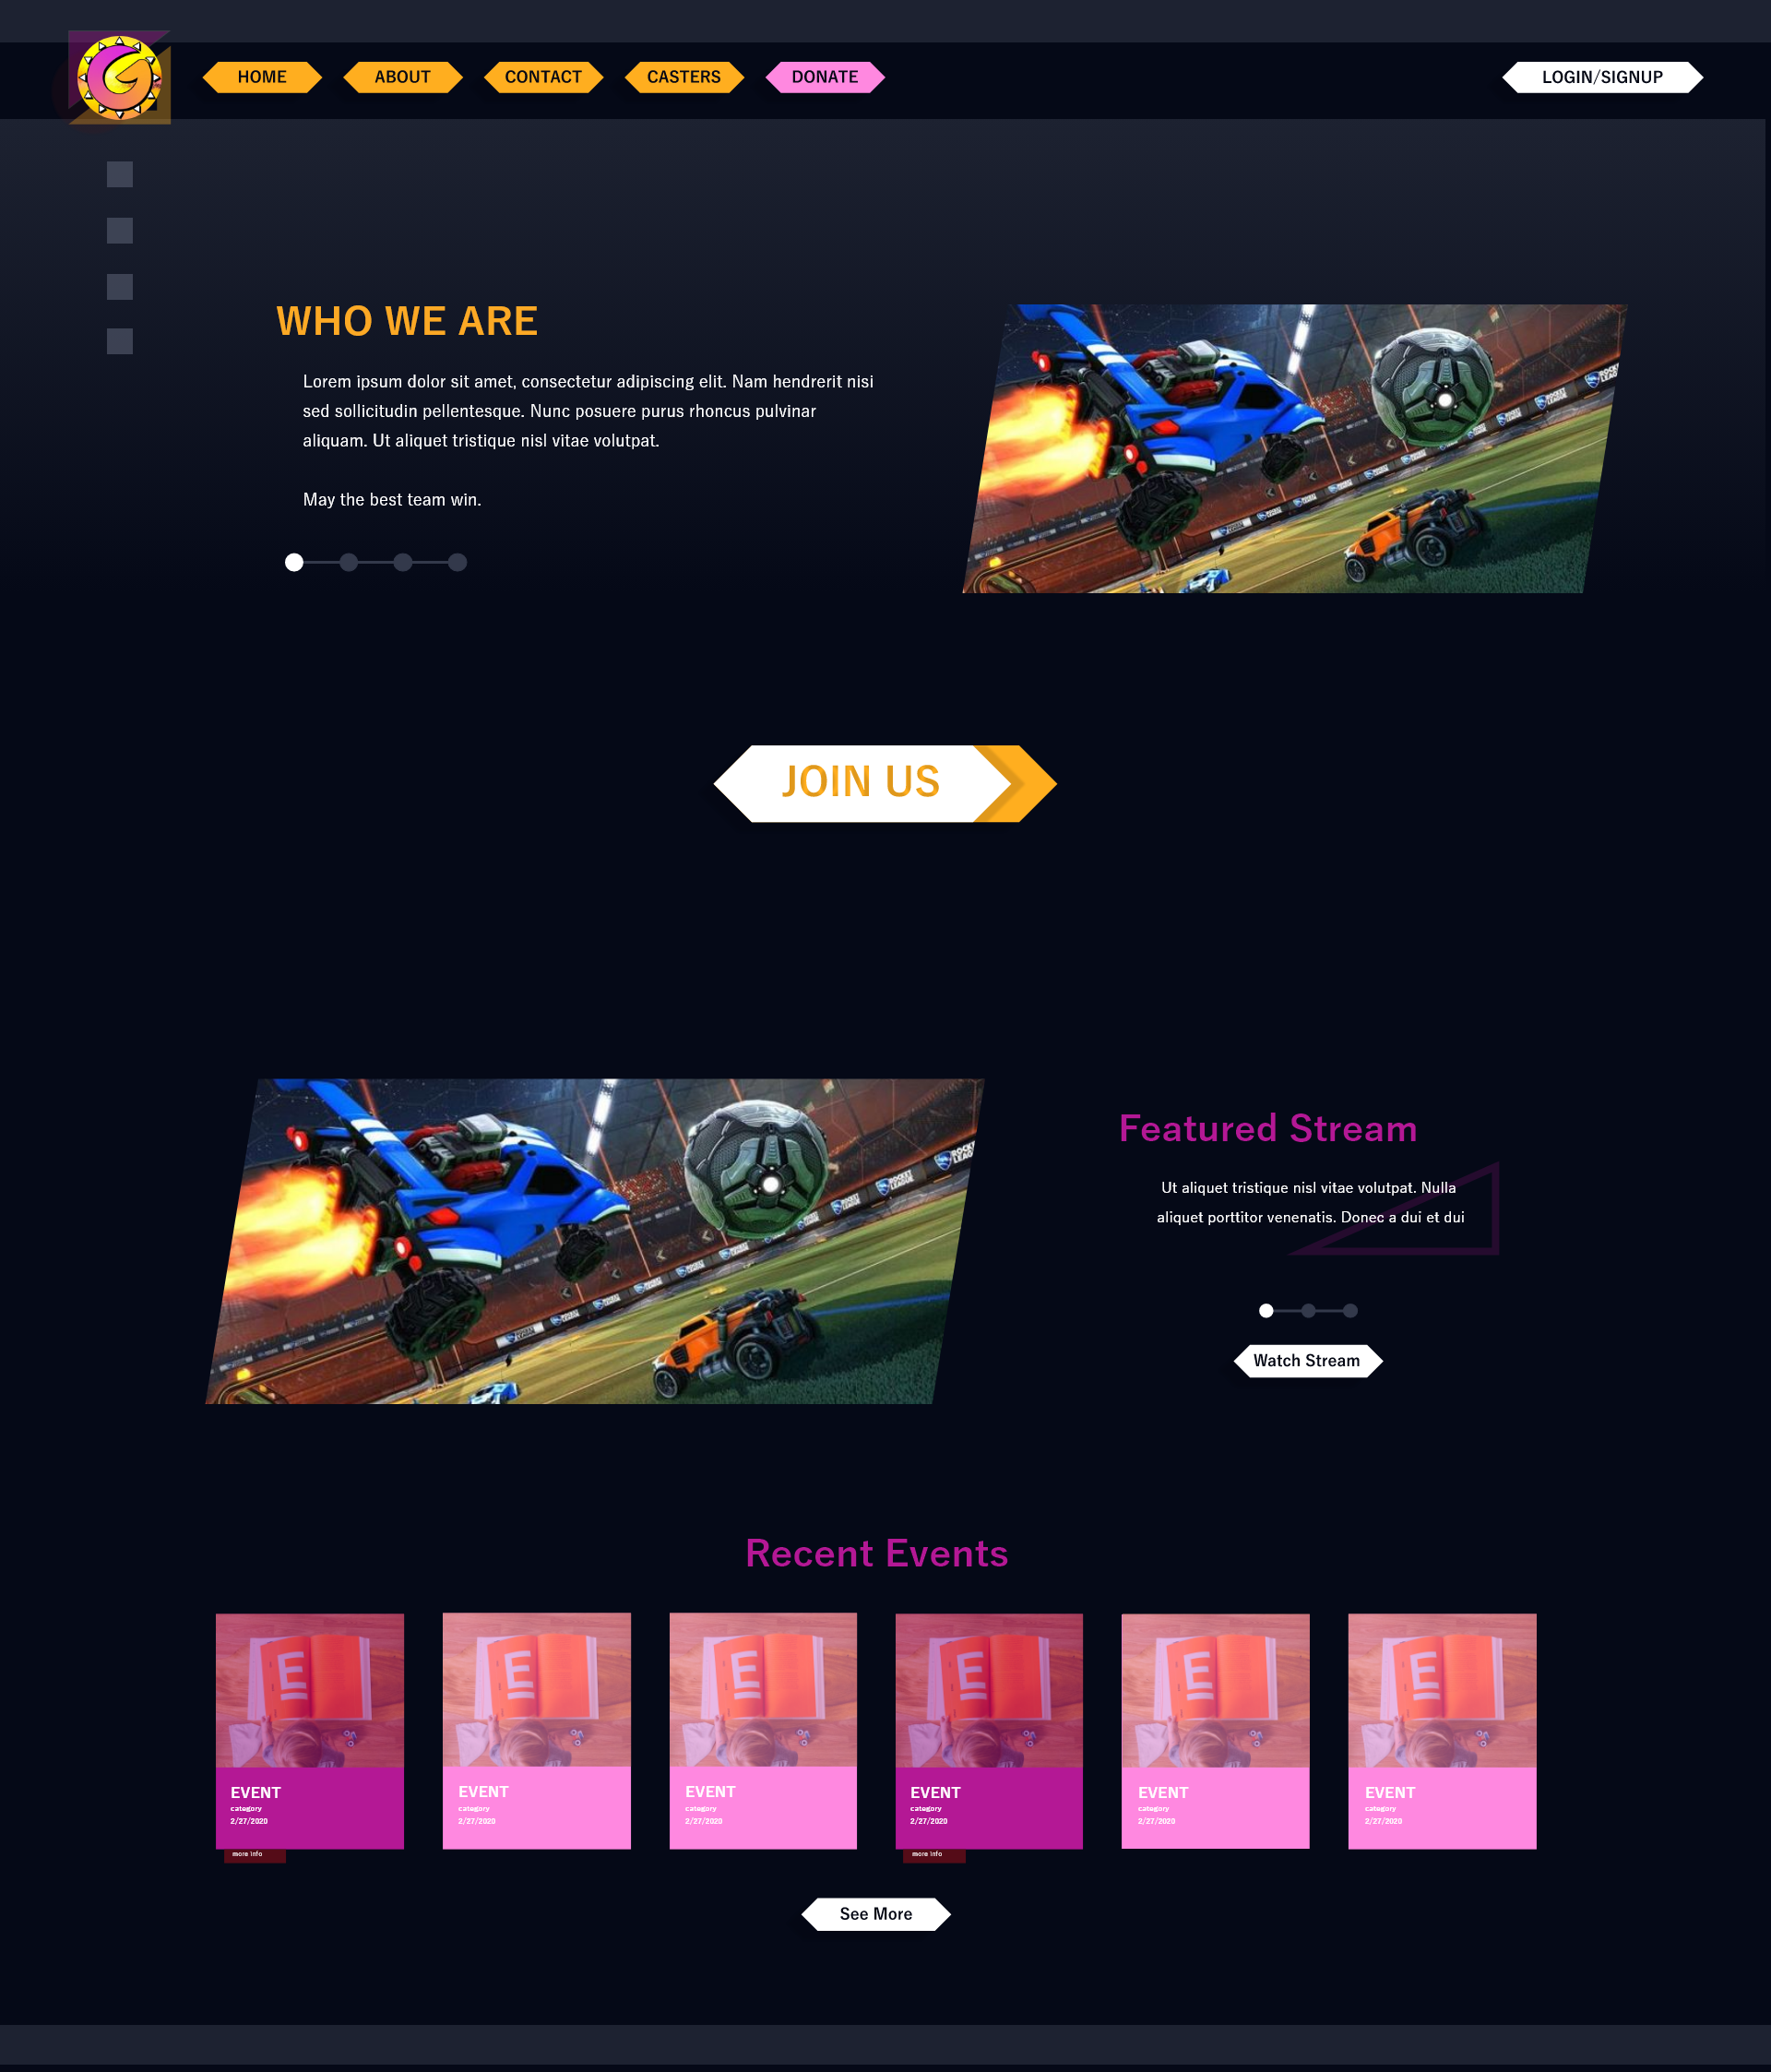 HOME
ABOUT
CONTACT
CASTERS
DONATE
LOGIN/SIGNUP
WHO WE ARE
Lorem ipsum dolor sit amet, consectetur adipiscing elit. Nam hendrerit nisi
sed sollicitudin pellentesque. Nunc posuere purus rhoncus pulvinar
aliquam. Ut aliquet tristique nisl vitae volutpat.
May the best team win.
JOIN US
Featured Stream
Ut aliquet tristique nisl vitae volutpat. Nulla
aliquet porttitor venenatis. Donec a dui et dui
Watch Stream
Recent Events
E
EVENT
category
2/27/2020
more info
E
EVENT
category
2/27/2020
E
EVENT
category
2/27/2020
E
EVENT
category
2/27/2020
more info
E
EVENT
category
2/27/2020
E
EVENT
category
2/27/2020
See More